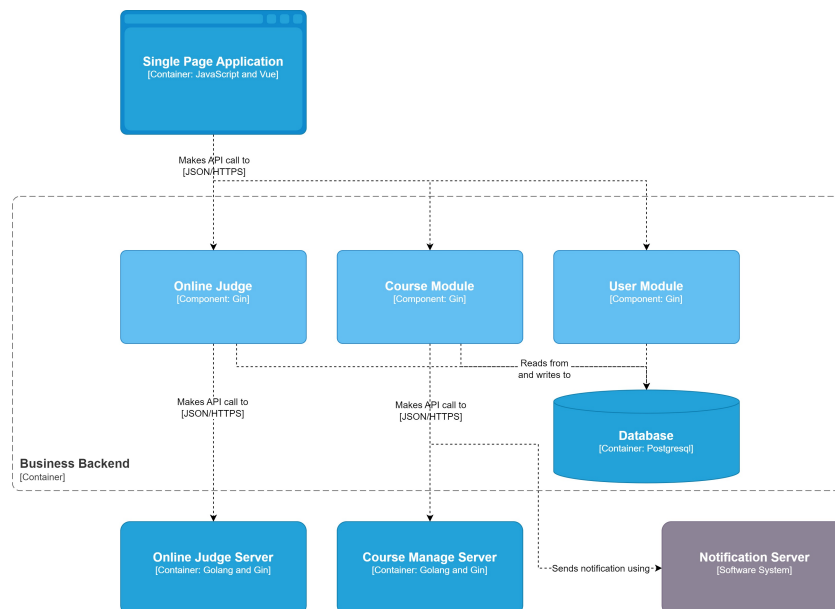 Single Page Application
[Container: JavaScript and Vue]
Makes API call to
[JSON/HTTPS]
Online Judge
[Component: Gin]
Course Module
[Component: Gin]
User Module
[Component: Gin]
Reads from
and writes to
Makes API call to
[JSON/HTTPS]
Makes API call to
[JSON/HTTPS]
Database
[Container: Postgresql]
Business Backend
[Container]
Online Judge Server
[Container: Golang and Gin]
Course Manage Server
[Container: Golang and Gin]
Sends notification using
Notification Server
[Software System]